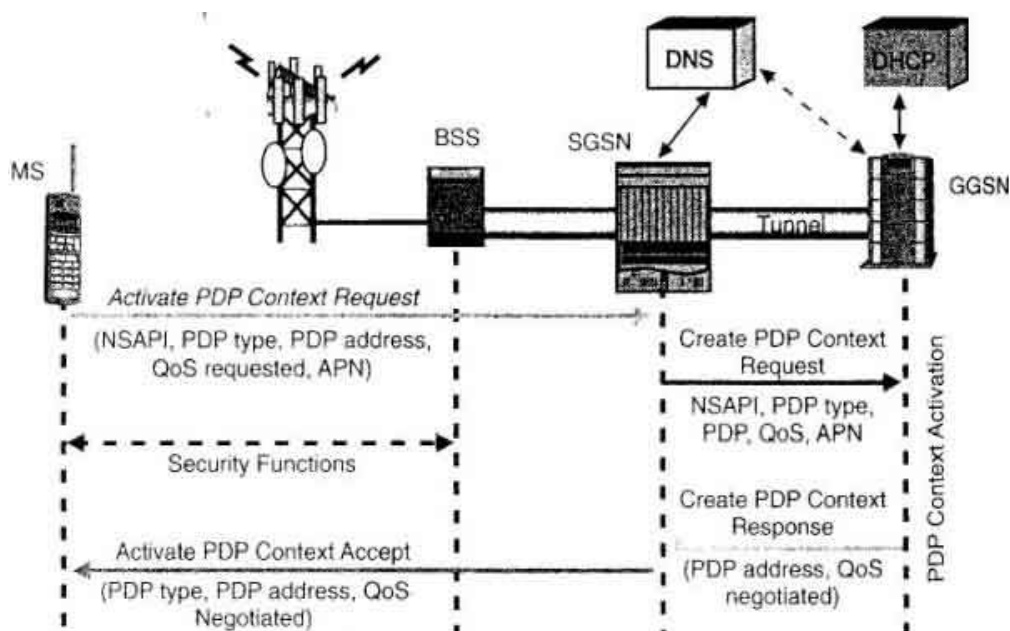 DNS
DHCP
MS
BSS
SGSN
GGSN
Tunnel
Activate PDP Context Request
(NSAPI, PDP type, PDP address,
QoS requested, APN)
Create PDP Context
Request
NSAPI, PDP type,
PDP, QoS, APN
Security Functions
Create PDP Context
Response
(PDP address, QoS
negotiated)
Activate PDP Context Accept
(PDP type, PDP address, QoS
Negotiated)
PDP Context Activation